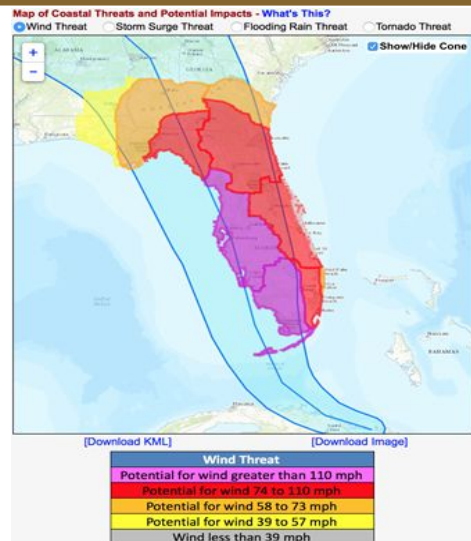 Map of Coastal Threats and Potential Impacts - What's This?
Wind Threat Storm Surge Threat Flooding Rain Threat Tornado Threat
Show/Hide Cone
+
−
ALABAMA
GEORGIA
BAHAMAS
[Download KML] [Download Image]
Wind Threat
Potential for wind greater than 110 mph
Potential for wind 74 to 110 mph
Potential for wind 58 to 73 mph
Potential for wind 39 to 57 mph
Wind less than 39 mph